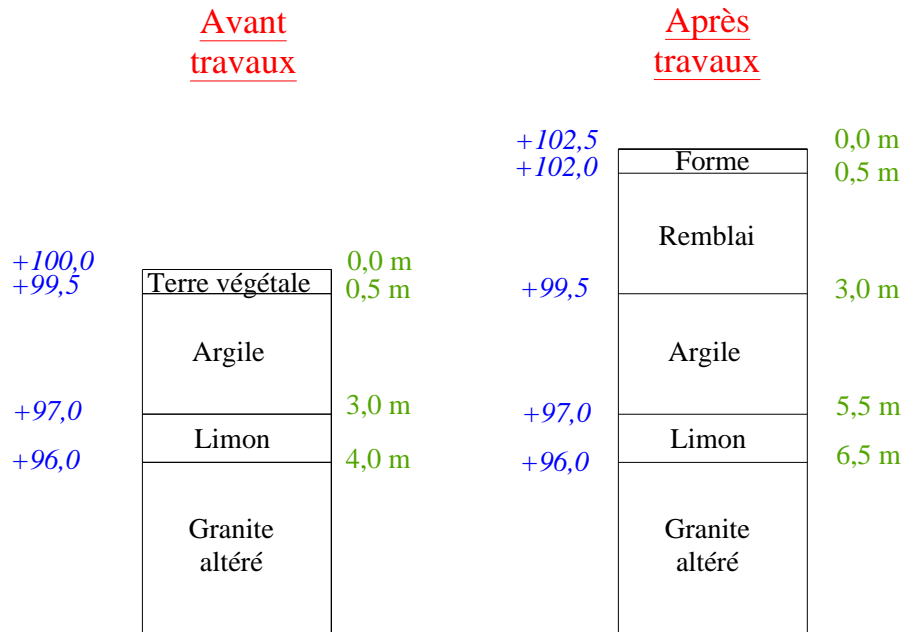 Avant
travaux
+100,0
0,0 m
+99,5
Terre végétale
0,5 m
Argile
+97,0
3,0 m
Limon
+96,0
4,0 m
Granite
altéré
Après
travaux
+102,5
0,0 m
+102,0
Forme
0,5 m
Remblai
+99,5
3,0 m
Argile
+97,0
5,5 m
Limon
+96,0
6,5 m
Granite
altéré